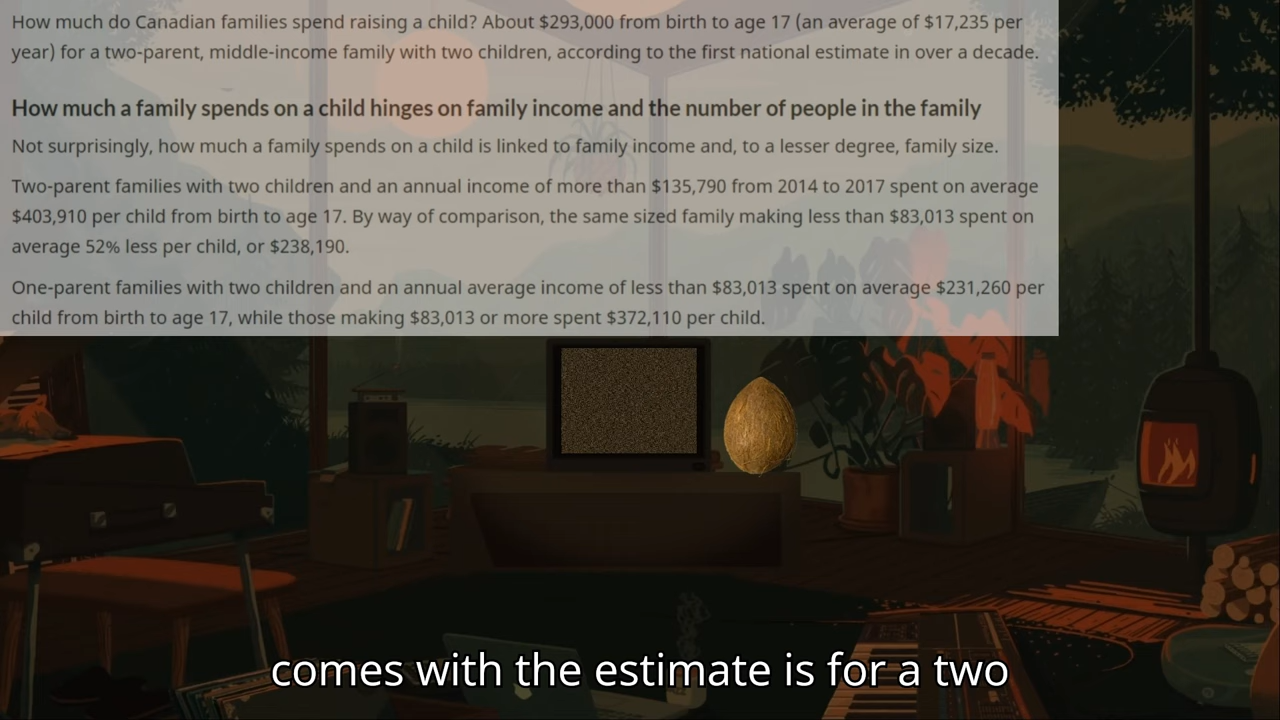 How much do Canadian families spend raising a child? About $293,000 from birth to age 17 (an average of $17,235 per
year) for a two-parent, middle-income family with two children, according to the first national estimate in over a decade.
How much a family spends on a child hinges on family income and the number of people in the family
Not surprisingly, how much a family spends on a child is linked to family income and, to a lesser degree, family size.
Two-parent families with two children and an annual income of more than $135,790 from 2014 to 2017 spent on average
$403,910 per child from birth to age 17. By way of comparison, the same sized family making less than $83,013 spent on
average 52% less per child, or $238,190.
One-parent families with two children and an annual average income of less than $83,013 spent on average $231,260 per
child from birth to age 17, while those making $83,013 or more spent $372,110 per child.
comes with the estimate is for a two